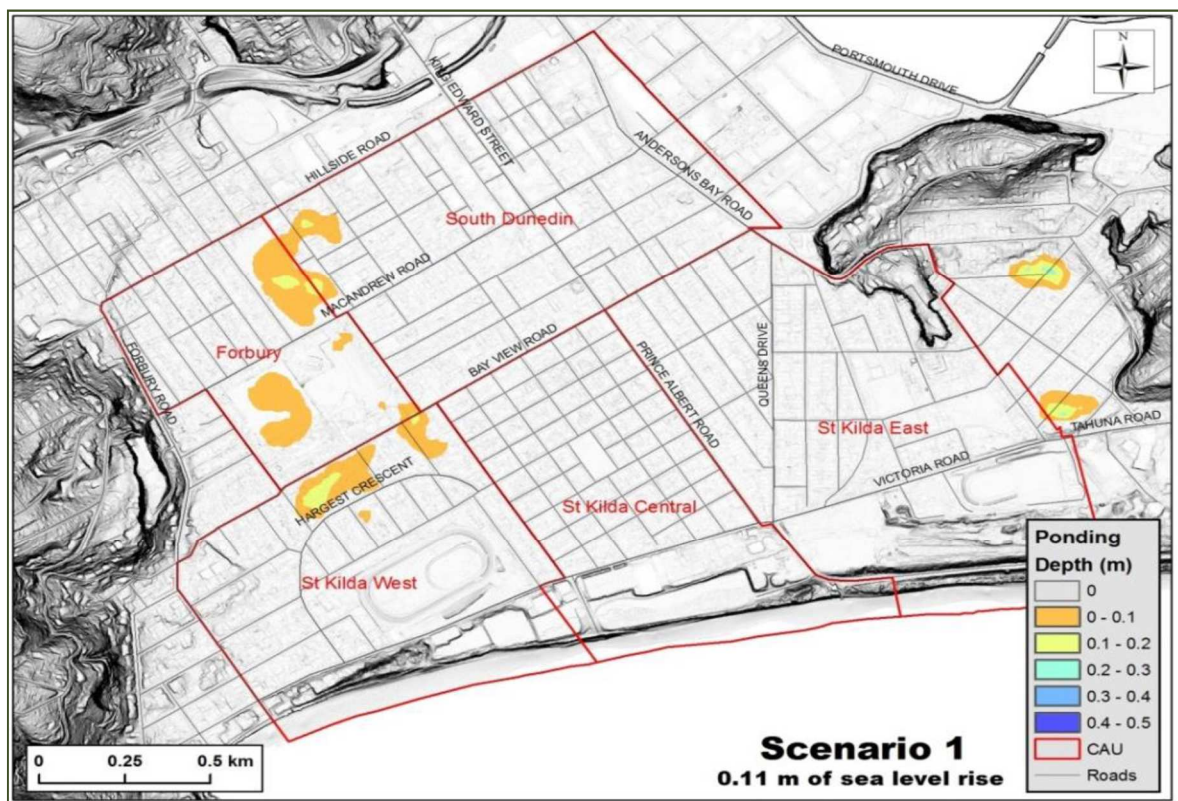 PORTSMOUTH DRIVE
N
KING EDWARD STREET
HILLSIDE ROAD
ANDERSONS BAY ROAD
South Dunedin
MACANDREW ROAD
Forbury
FORBURY ROAD
BAY VIEW ROAD
PRINCE ALBERT ROAD
QUEENS DRIVE
St Kilda East
TAHUNA ROAD
VICTORIA ROAD
HARGEST CRESCENT
St Kilda Central
St Kilda West
Ponding
Depth (m)
0
0 - 0.1
0.1 - 0.2
0.2 - 0.3
0.3 - 0.4
0.4 - 0.5
CAU
Roads
0 0.25 0.5 km
Scenario 1
0.11 m of sea level rise